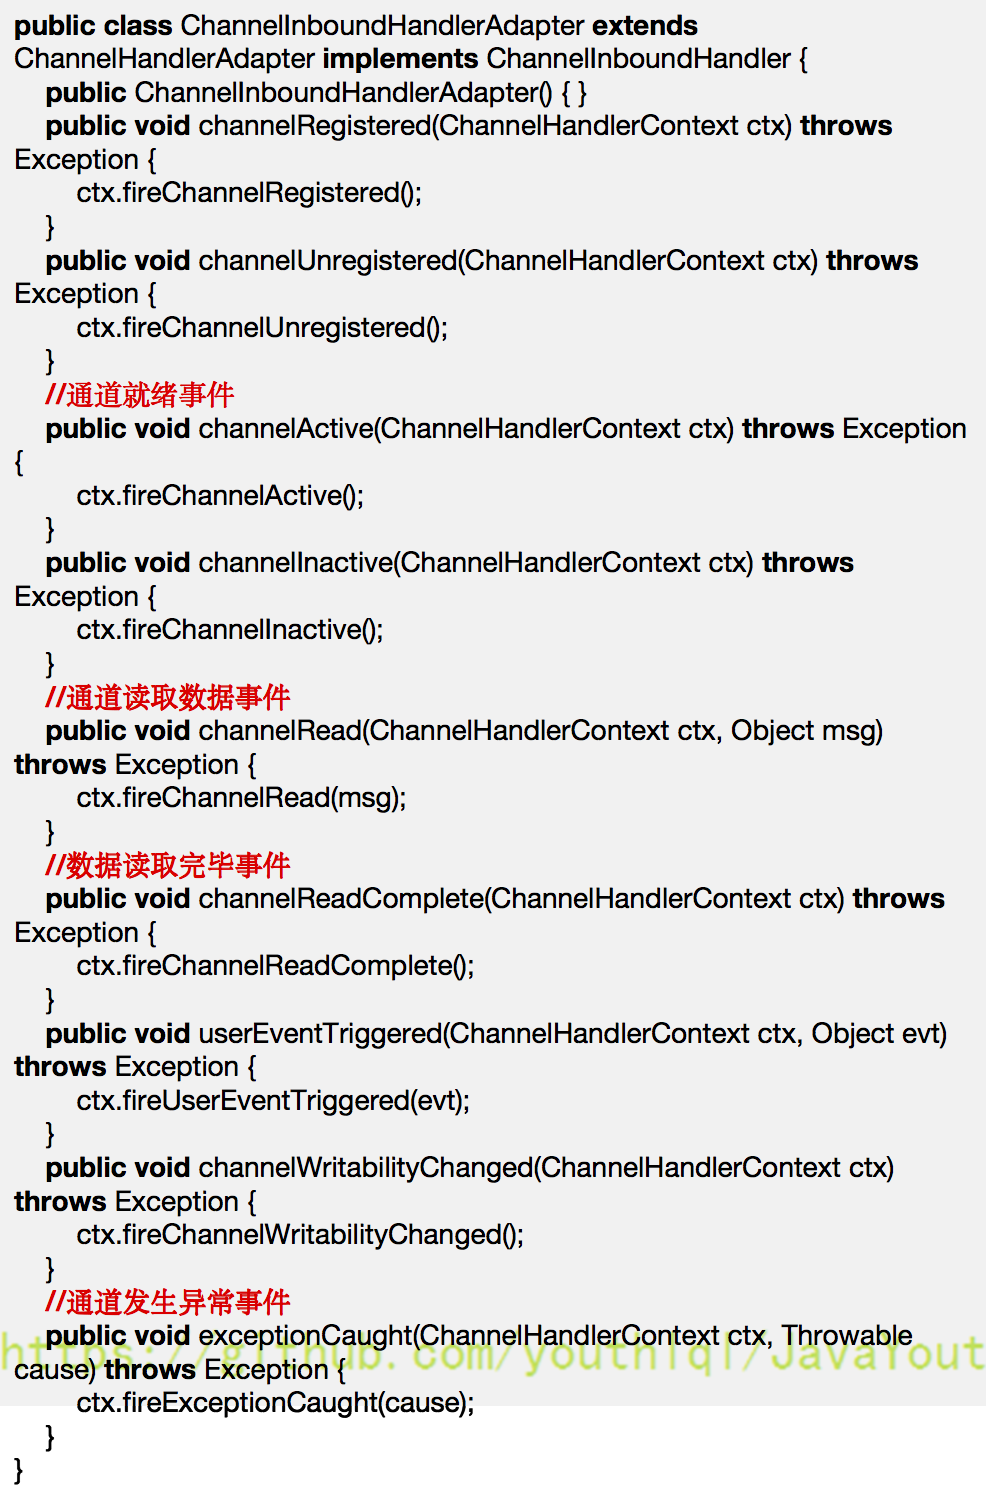 public class ChannelInboundHandlerAdapter extends
ChannelHandlerAdapter implements ChannelInboundHandler {
public ChannelInboundHandlerAdapter() { }
public void channelRegistered(ChannelHandlerContext ctx) throws
Exception {
ctx.fireChannelRegistered();
}
public void channelUnregistered(ChannelHandlerContext ctx) throws
Exception {
ctx.fireChannelUnregistered();
}
//通道就绪事件
public void channelActive(ChannelHandlerContext ctx) throws Exception
{
ctx.fireChannelActive();
}
public void channelInactive(ChannelHandlerContext ctx) throws
Exception {
ctx.fireChannelInactive();
}
//通道读取数据事件
public void channelRead(ChannelHandlerContext ctx, Object msg)
throws Exception {
ctx.fireChannelRead(msg);
}
//数据读取完毕事件
public void channelReadComplete(ChannelHandlerContext ctx) throws
Exception {
ctx.fireChannelReadComplete();
}
public void userEventTriggered(ChannelHandlerContext ctx, Object evt)
throws Exception {
ctx.fireUserEventTriggered(evt);
}
public void channelWritabilityChanged(ChannelHandlerContext ctx)
throws Exception {
ctx.fireChannelWritabilityChanged();
}
//通道发生异常事件
public void exceptionCaught(ChannelHandlerContext ctx, Throwable
https://github.com/youthlql/JavaYout
cause) throws Exception {
ctx.fireExceptionCaught(cause);
}
}